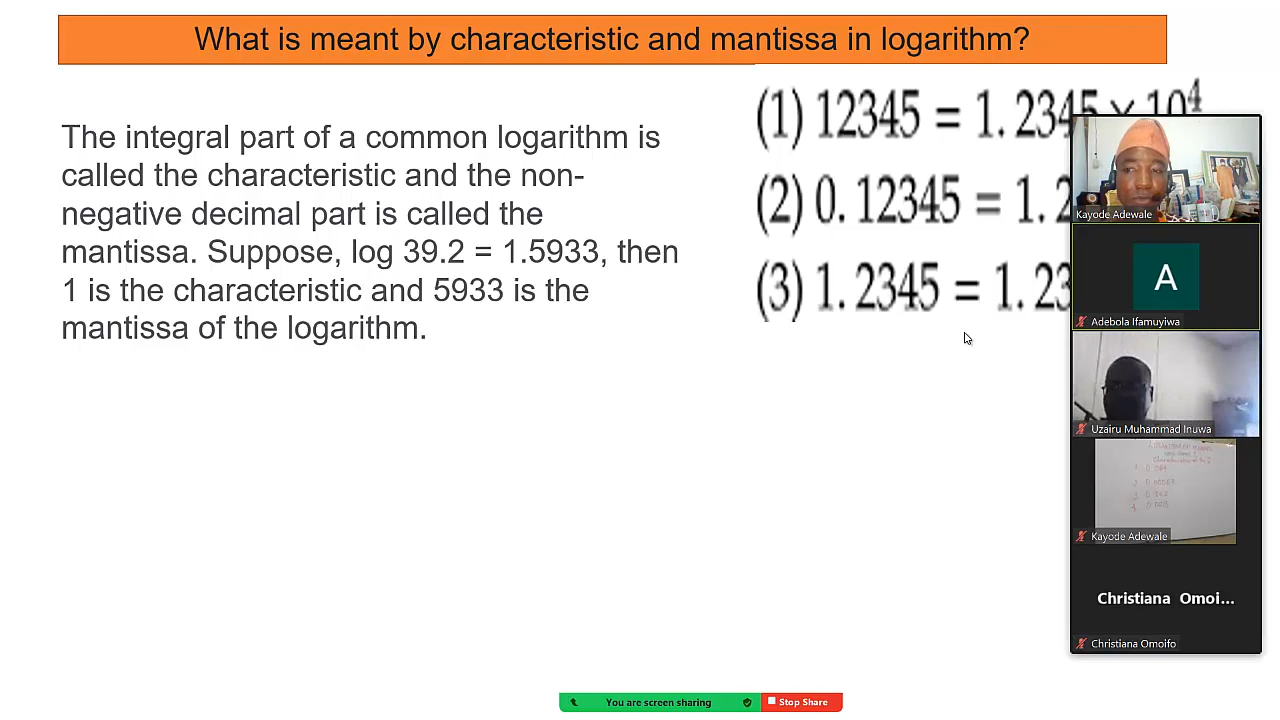 What is meant by characteristic and mantissa in logarithm?
The integral part of a common logarithm is
called the characteristic and the non-
negative decimal part is called the
mantissa. Suppose, log 39.2 = 1.5933, then
1 is the characteristic and 5933 is the
mantissa of the logarithm.
(1) 12345 = 1.2345 × 10⁴
(2) 0.12345 = 1.2
(3) 1.2345 = 1.23
Kayode Adewale
A
Adebola Ifamuyiwa
Uzairu Muhammad Inuwa
Kayode Adewale
Christiana Omoi...
Christiana Omoifo
You are screen sharing
Stop Share